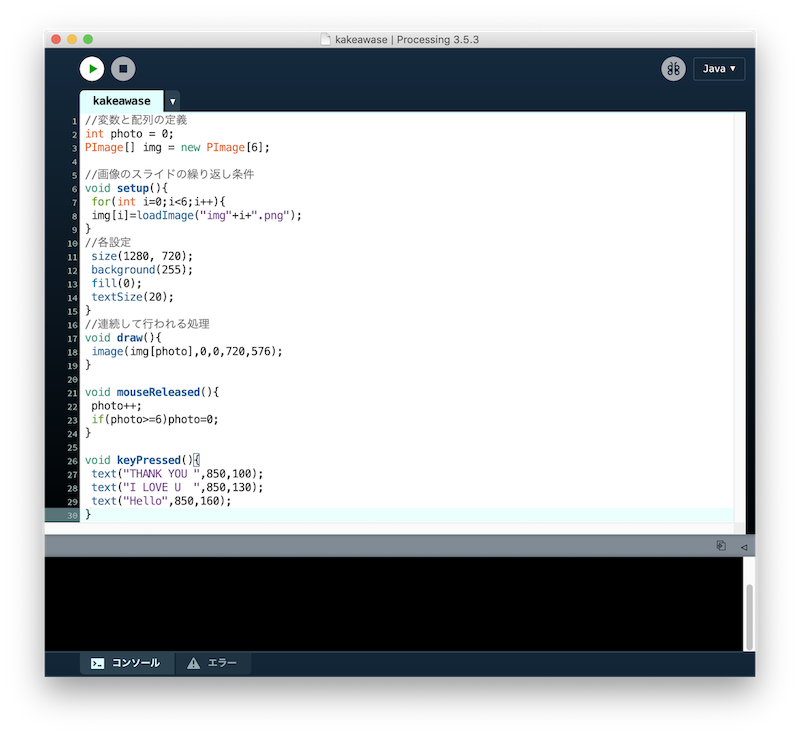 kakeawase | Processing 3.5.3
Java ▼
kakeawase ▼
1 //変数と配列の定義
2 int photo = 0;
3 PImage[] img = new PImage[6];
4
5 //画像のスライドの繰り返し条件
6 void setup(){
7  for(int i=0;i<6;i++){
8  img[i]=loadImage("img"+i+".png");
9 }
10 //各設定
11  size(1280, 720);
12  background(255);
13  fill(0);
14  textSize(20);
15 }
16 //連続して行われる処理
17 void draw(){
18  image(img[photo],0,0,720,576);
19 }
20
21 void mouseReleased(){
22  photo++;
23  if(photo>=6)photo=0;
24 }
25
26 void keyPressed(){
27  text("THANK YOU ",850,100);
28  text("I LOVE U  ",850,130);
29  text("Hello",850,160);
30 }
コンソール エラー